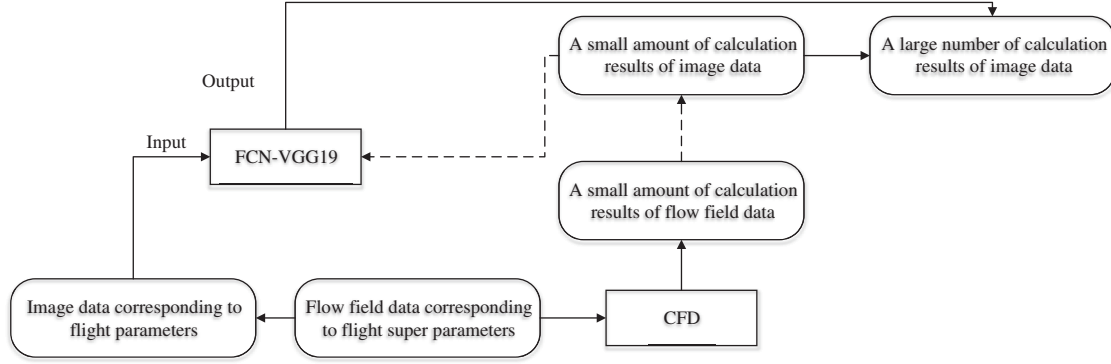 A small amount of calculation
results of image data
A large number of calculation
results of image data
Output
Input
FCN-VGG19
A small amount of calculation
results of flow field data
Image data corresponding to
flight parameters
Flow field data corresponding
to flight super parameters
CFD